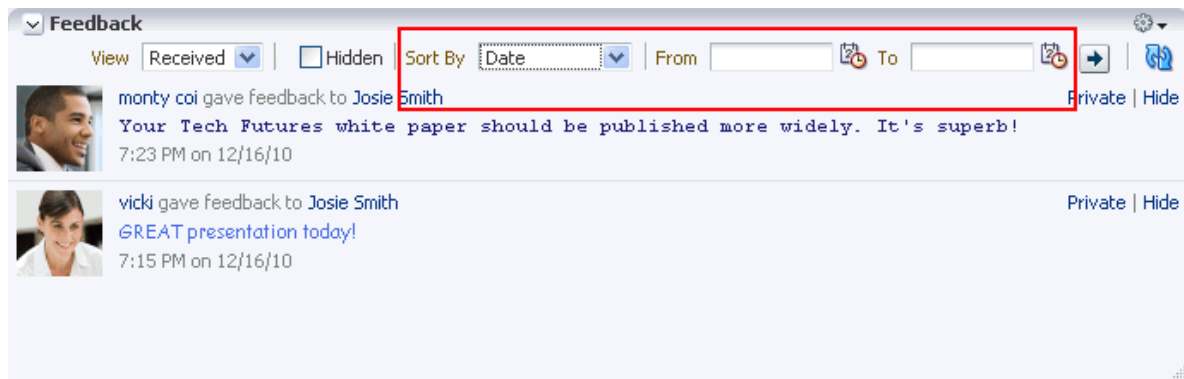 Feedback
View Received Hidden Sort By Date From To
monty coi gave feedback to Josie Smith Private | Hide
Your Tech Futures white paper should be published more widely. It's superb!
7:23 PM on 12/16/10
vicki gave feedback to Josie Smith Private | Hide
GREAT presentation today!
7:15 PM on 12/16/10